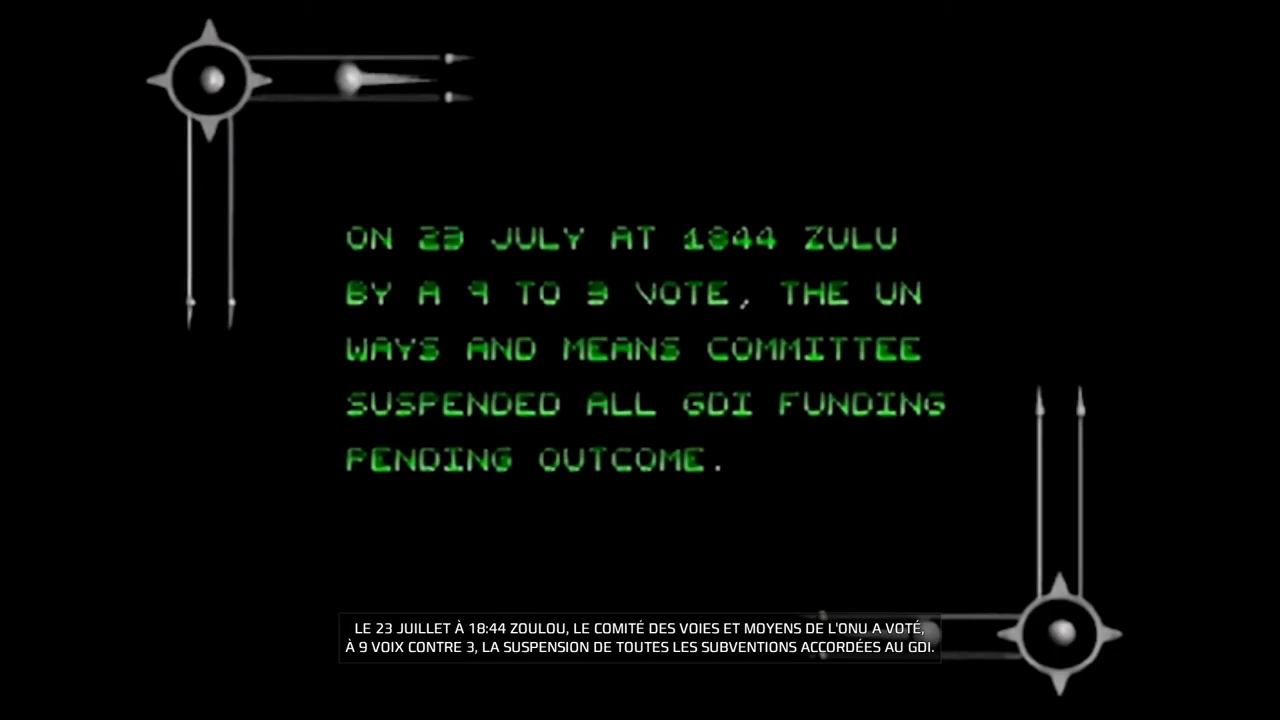 ON 23 JULY AT 1844 ZULU
BY A 9 TO 3 VOTE, THE UN
WAYS AND MEANS COMMITTEE
SUSPENDED ALL GDI FUNDING
PENDING OUTCOME.
LE 23 JUILLET À 18:44 ZOULOU, LE COMITÉ DES VOIES ET MOYENS DE L'ONU A VOTÉ,
À 9 VOIX CONTRE 3, LA SUSPENSION DE TOUTES LES SUBVENTIONS ACCORDÉES AU GDI.